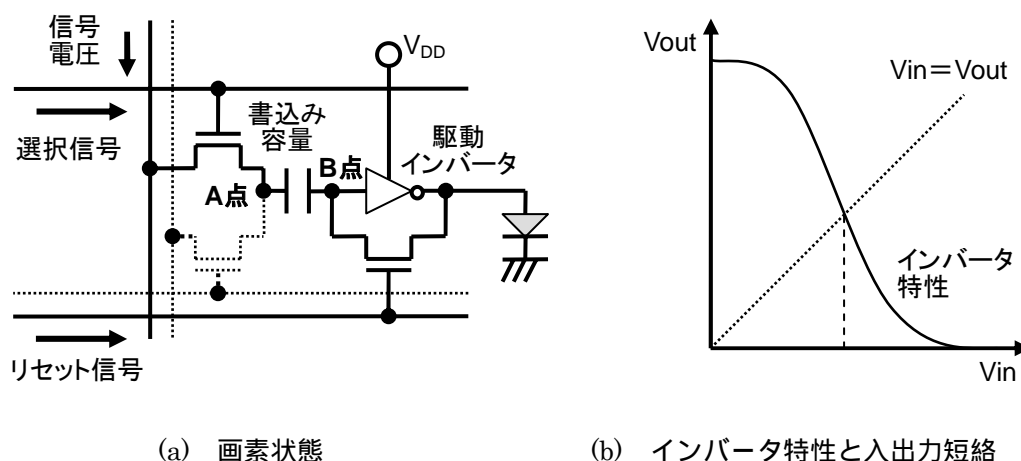 信号
電圧
V_DD
選択信号
書込み
容量
駆動
インバータ
A点
B点
リセット信号
Vout
Vin＝Vout
インバータ
特性
Vin
(a) 画素状態
(b) インバータ特性と入出力短絡